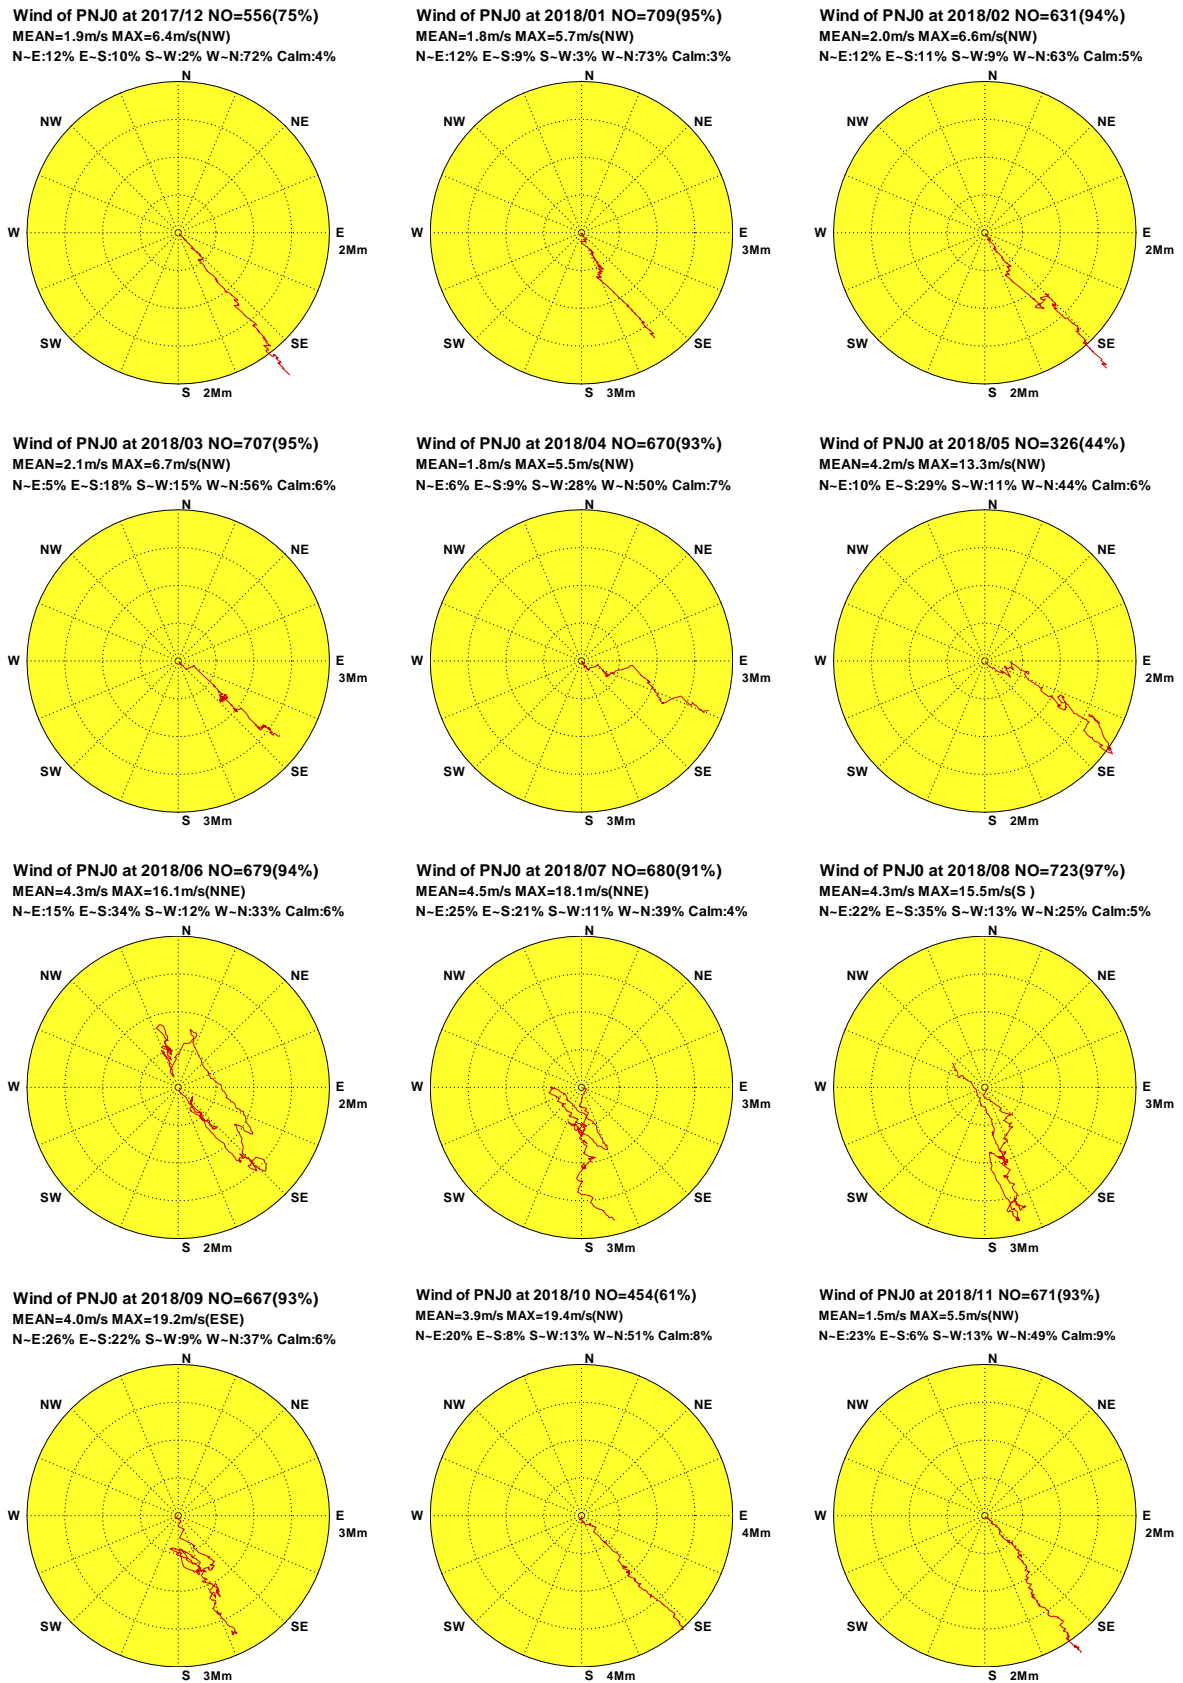 Wind of PNJ0 at 2017/12 NO=556(75%)
MEAN=1.9m/s MAX=6.4m/s(NW)
N~E:12% E~S:10% S~W:2% W~N:72% Calm:4%
N
NW
NE
W
E
2Mm
SW
SE
S 2Mm
Wind of PNJ0 at 2018/01 NO=709(95%)
MEAN=1.8m/s MAX=5.7m/s(NW)
N~E:12% E~S:9% S~W:3% W~N:73% Calm:3%
N
NW
NE
W
E
3Mm
SW
SE
S 3Mm
Wind of PNJ0 at 2018/02 NO=631(94%)
MEAN=2.0m/s MAX=6.6m/s(NW)
N~E:12% E~S:11% S~W:9% W~N:63% Calm:5%
N
NW
NE
W
E
2Mm
SW
SE
S 2Mm
Wind of PNJ0 at 2018/03 NO=707(95%)
MEAN=2.1m/s MAX=6.7m/s(NW)
N~E:5% E~S:18% S~W:15% W~N:56% Calm:6%
N
NW
NE
W
E
3Mm
SW
SE
S 3Mm
Wind of PNJ0 at 2018/04 NO=670(93%)
MEAN=1.8m/s MAX=5.5m/s(NW)
N~E:6% E~S:9% S~W:28% W~N:50% Calm:7%
N
NW
NE
W
E
3Mm
SW
SE
S 3Mm
Wind of PNJ0 at 2018/05 NO=326(44%)
MEAN=4.2m/s MAX=13.3m/s(NW)
N~E:10% E~S:29% S~W:11% W~N:44% Calm:6%
N
NW
NE
W
E
2Mm
SW
SE
S 2Mm
Wind of PNJ0 at 2018/06 NO=679(94%)
MEAN=4.3m/s MAX=16.1m/s(NNE)
N~E:15% E~S:34% S~W:12% W~N:33% Calm:6%
N
NW
NE
W
E
2Mm
SW
SE
S 2Mm
Wind of PNJ0 at 2018/07 NO=680(91%)
MEAN=4.5m/s MAX=18.1m/s(NNE)
N~E:25% E~S:21% S~W:11% W~N:39% Calm:4%
N
NW
NE
W
E
3Mm
SW
SE
S 3Mm
Wind of PNJ0 at 2018/08 NO=723(97%)
MEAN=4.3m/s MAX=15.5m/s(S )
N~E:22% E~S:35% S~W:13% W~N:25% Calm:5%
N
NW
NE
W
E
3Mm
SW
SE
S 3Mm
Wind of PNJ0 at 2018/09 NO=667(93%)
MEAN=4.0m/s MAX=19.2m/s(ESE)
N~E:26% E~S:22% S~W:9% W~N:37% Calm:6%
N
NW
NE
W
E
3Mm
SW
SE
S 3Mm
Wind of PNJ0 at 2018/10 NO=454(61%)
MEAN=3.9m/s MAX=19.4m/s(NW)
N~E:20% E~S:8% S~W:13% W~N:51% Calm:8%
N
NW
NE
W
E
4Mm
SW
SE
S 4Mm
Wind of PNJ0 at 2018/11 NO=671(93%)
MEAN=1.5m/s MAX=5.5m/s(NW)
N~E:23% E~S:6% S~W:13% W~N:49% Calm:9%
N
NW
NE
W
E
2Mm
SW
SE
S 2Mm